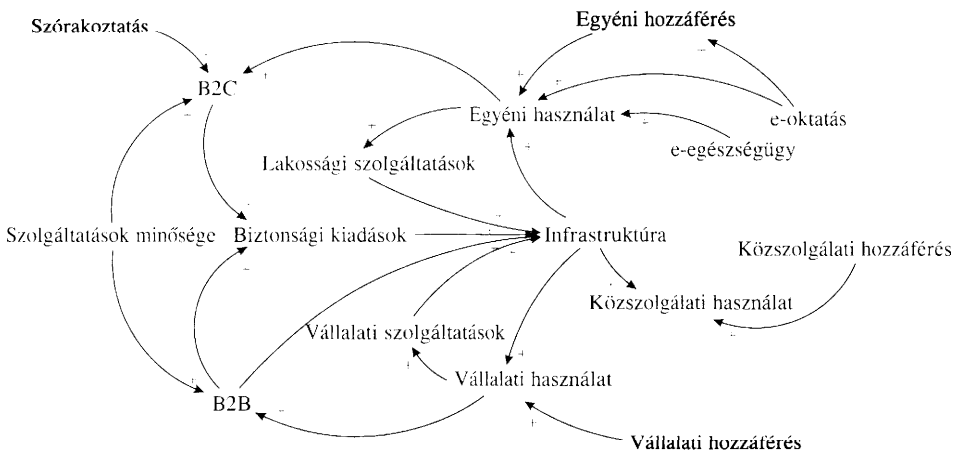 Szórakoztatás
Egyéni hozzáférés
B2C
Egyéni használat
e-oktatás
e-egészségügy
Lakossági szolgáltatások
Szolgáltatások minősége
Biztonsági kiadások
Infrastruktúra
Közszolgálati hozzáférés
Közszolgálati használat
Vállalati szolgáltatások
Vállalati használat
B2B
Vállalati hozzáférés